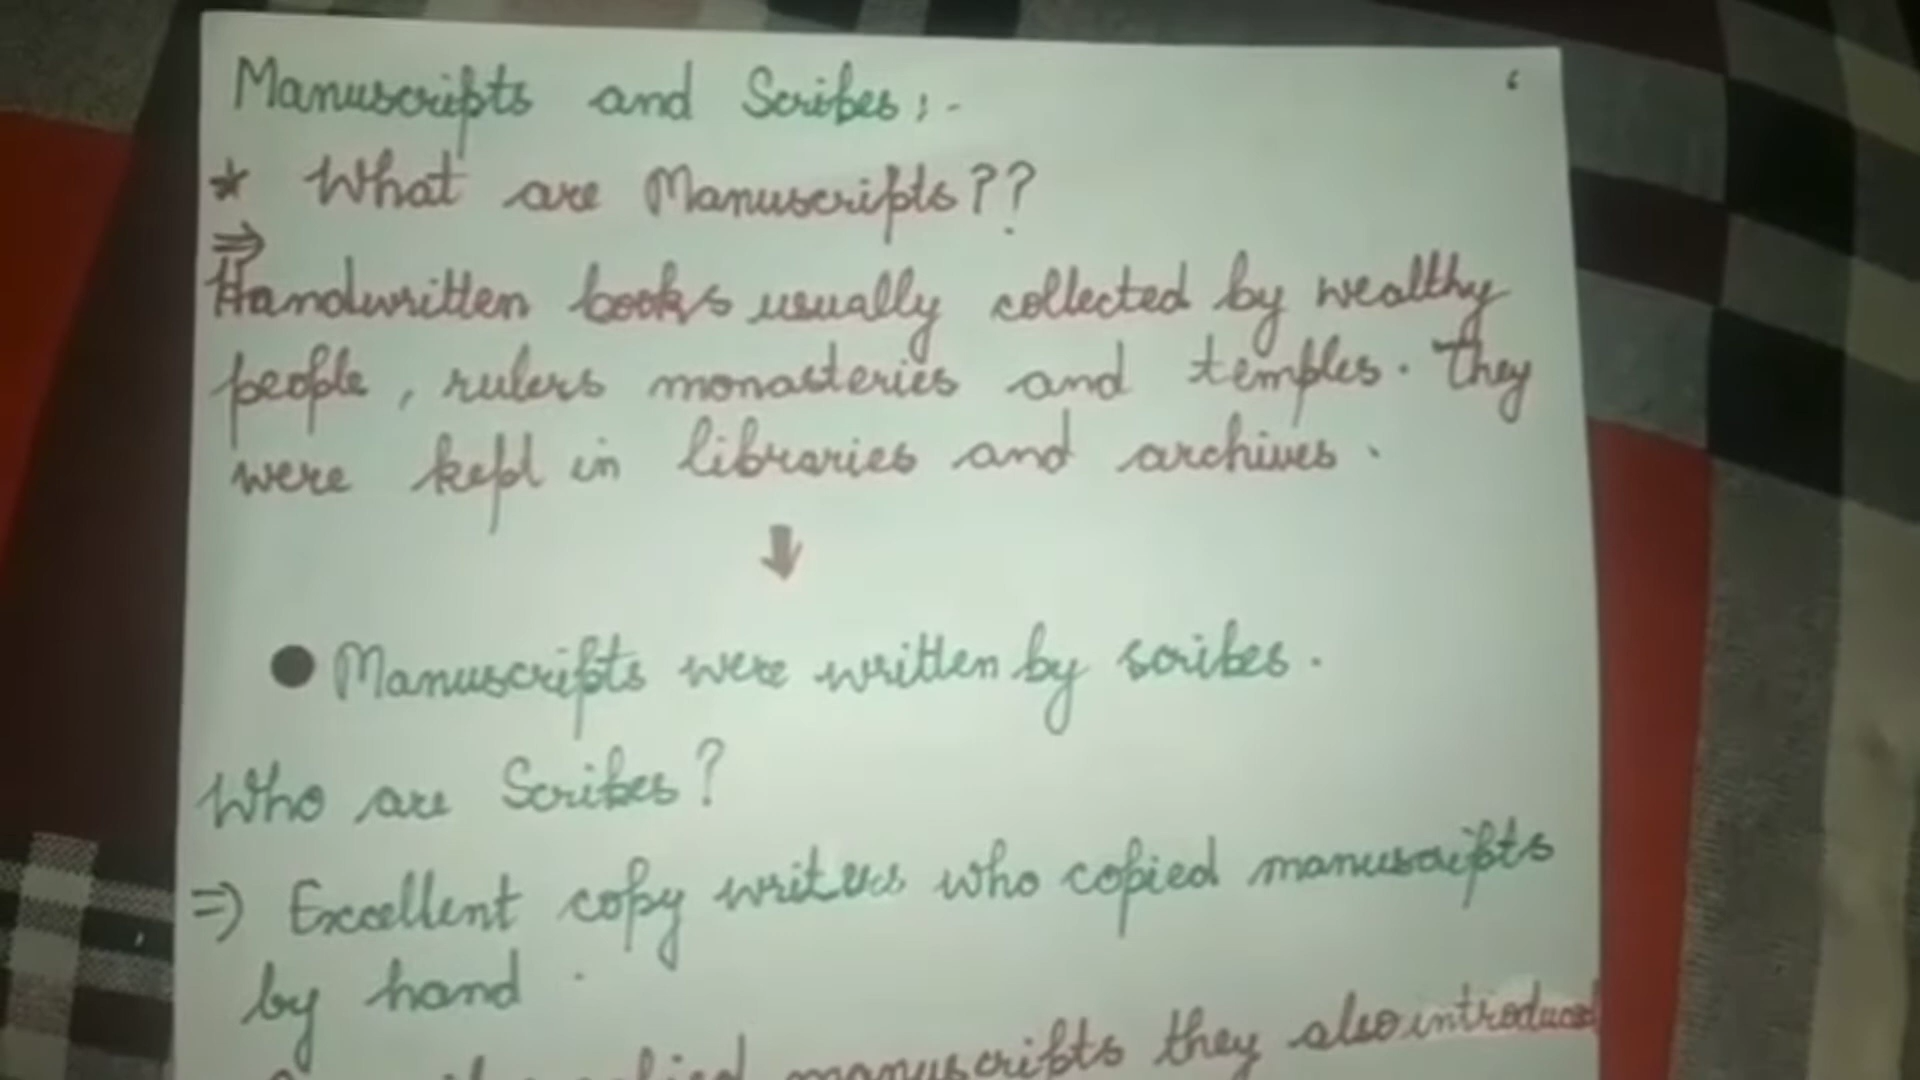 Manuscripts and Scribes ; -
* What are Manuscripts??
⇒
Handwritten books usually collected by wealthy
people, rulers monasteries and temples. They
were kept in libraries and archives.
↓
● Manuscripts were written by scribes.
Who are Scribes?
⇒ Excellent copy writers who copied manuscripts
by hand.
manuscripts they also introduced